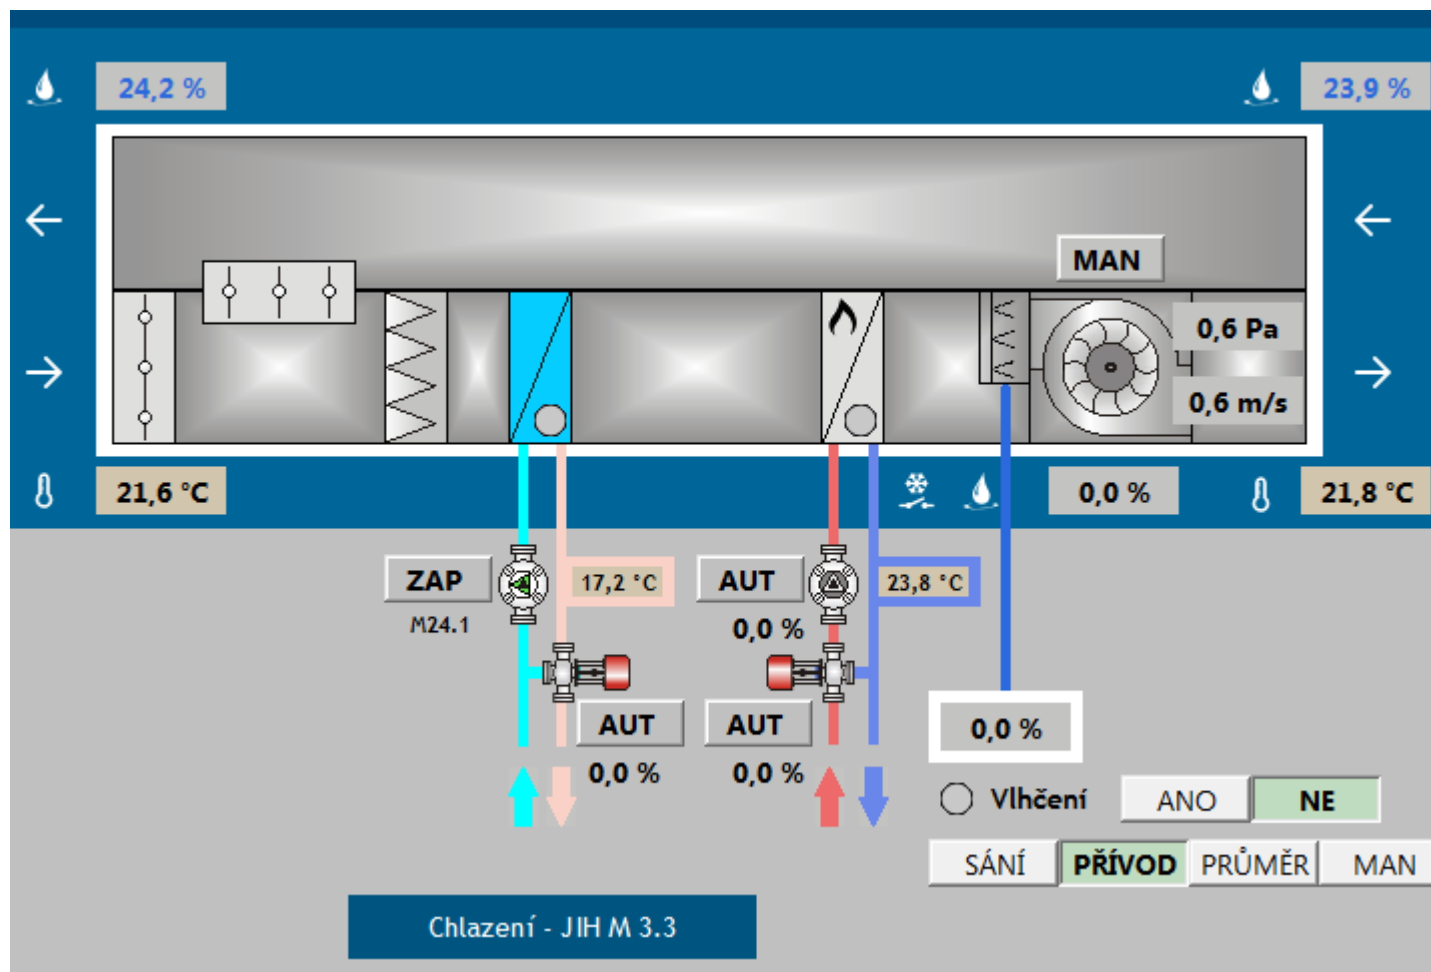 24,2 %
23,9 %
MAN
0,6 Pa
0,6 m/s
21,6 °C
0,0 %
21,8 °C
ZAP
17,2 °C
AUT
23,8 °C
M24.1
0,0 %
AUT
AUT
0,0 %
0,0 %
0,0 %
Vlhčení
ANO
NE
SÁNÍ
PŘÍVOD
PRŮMĚR
MAN
Chlazení - JIH M 3.3